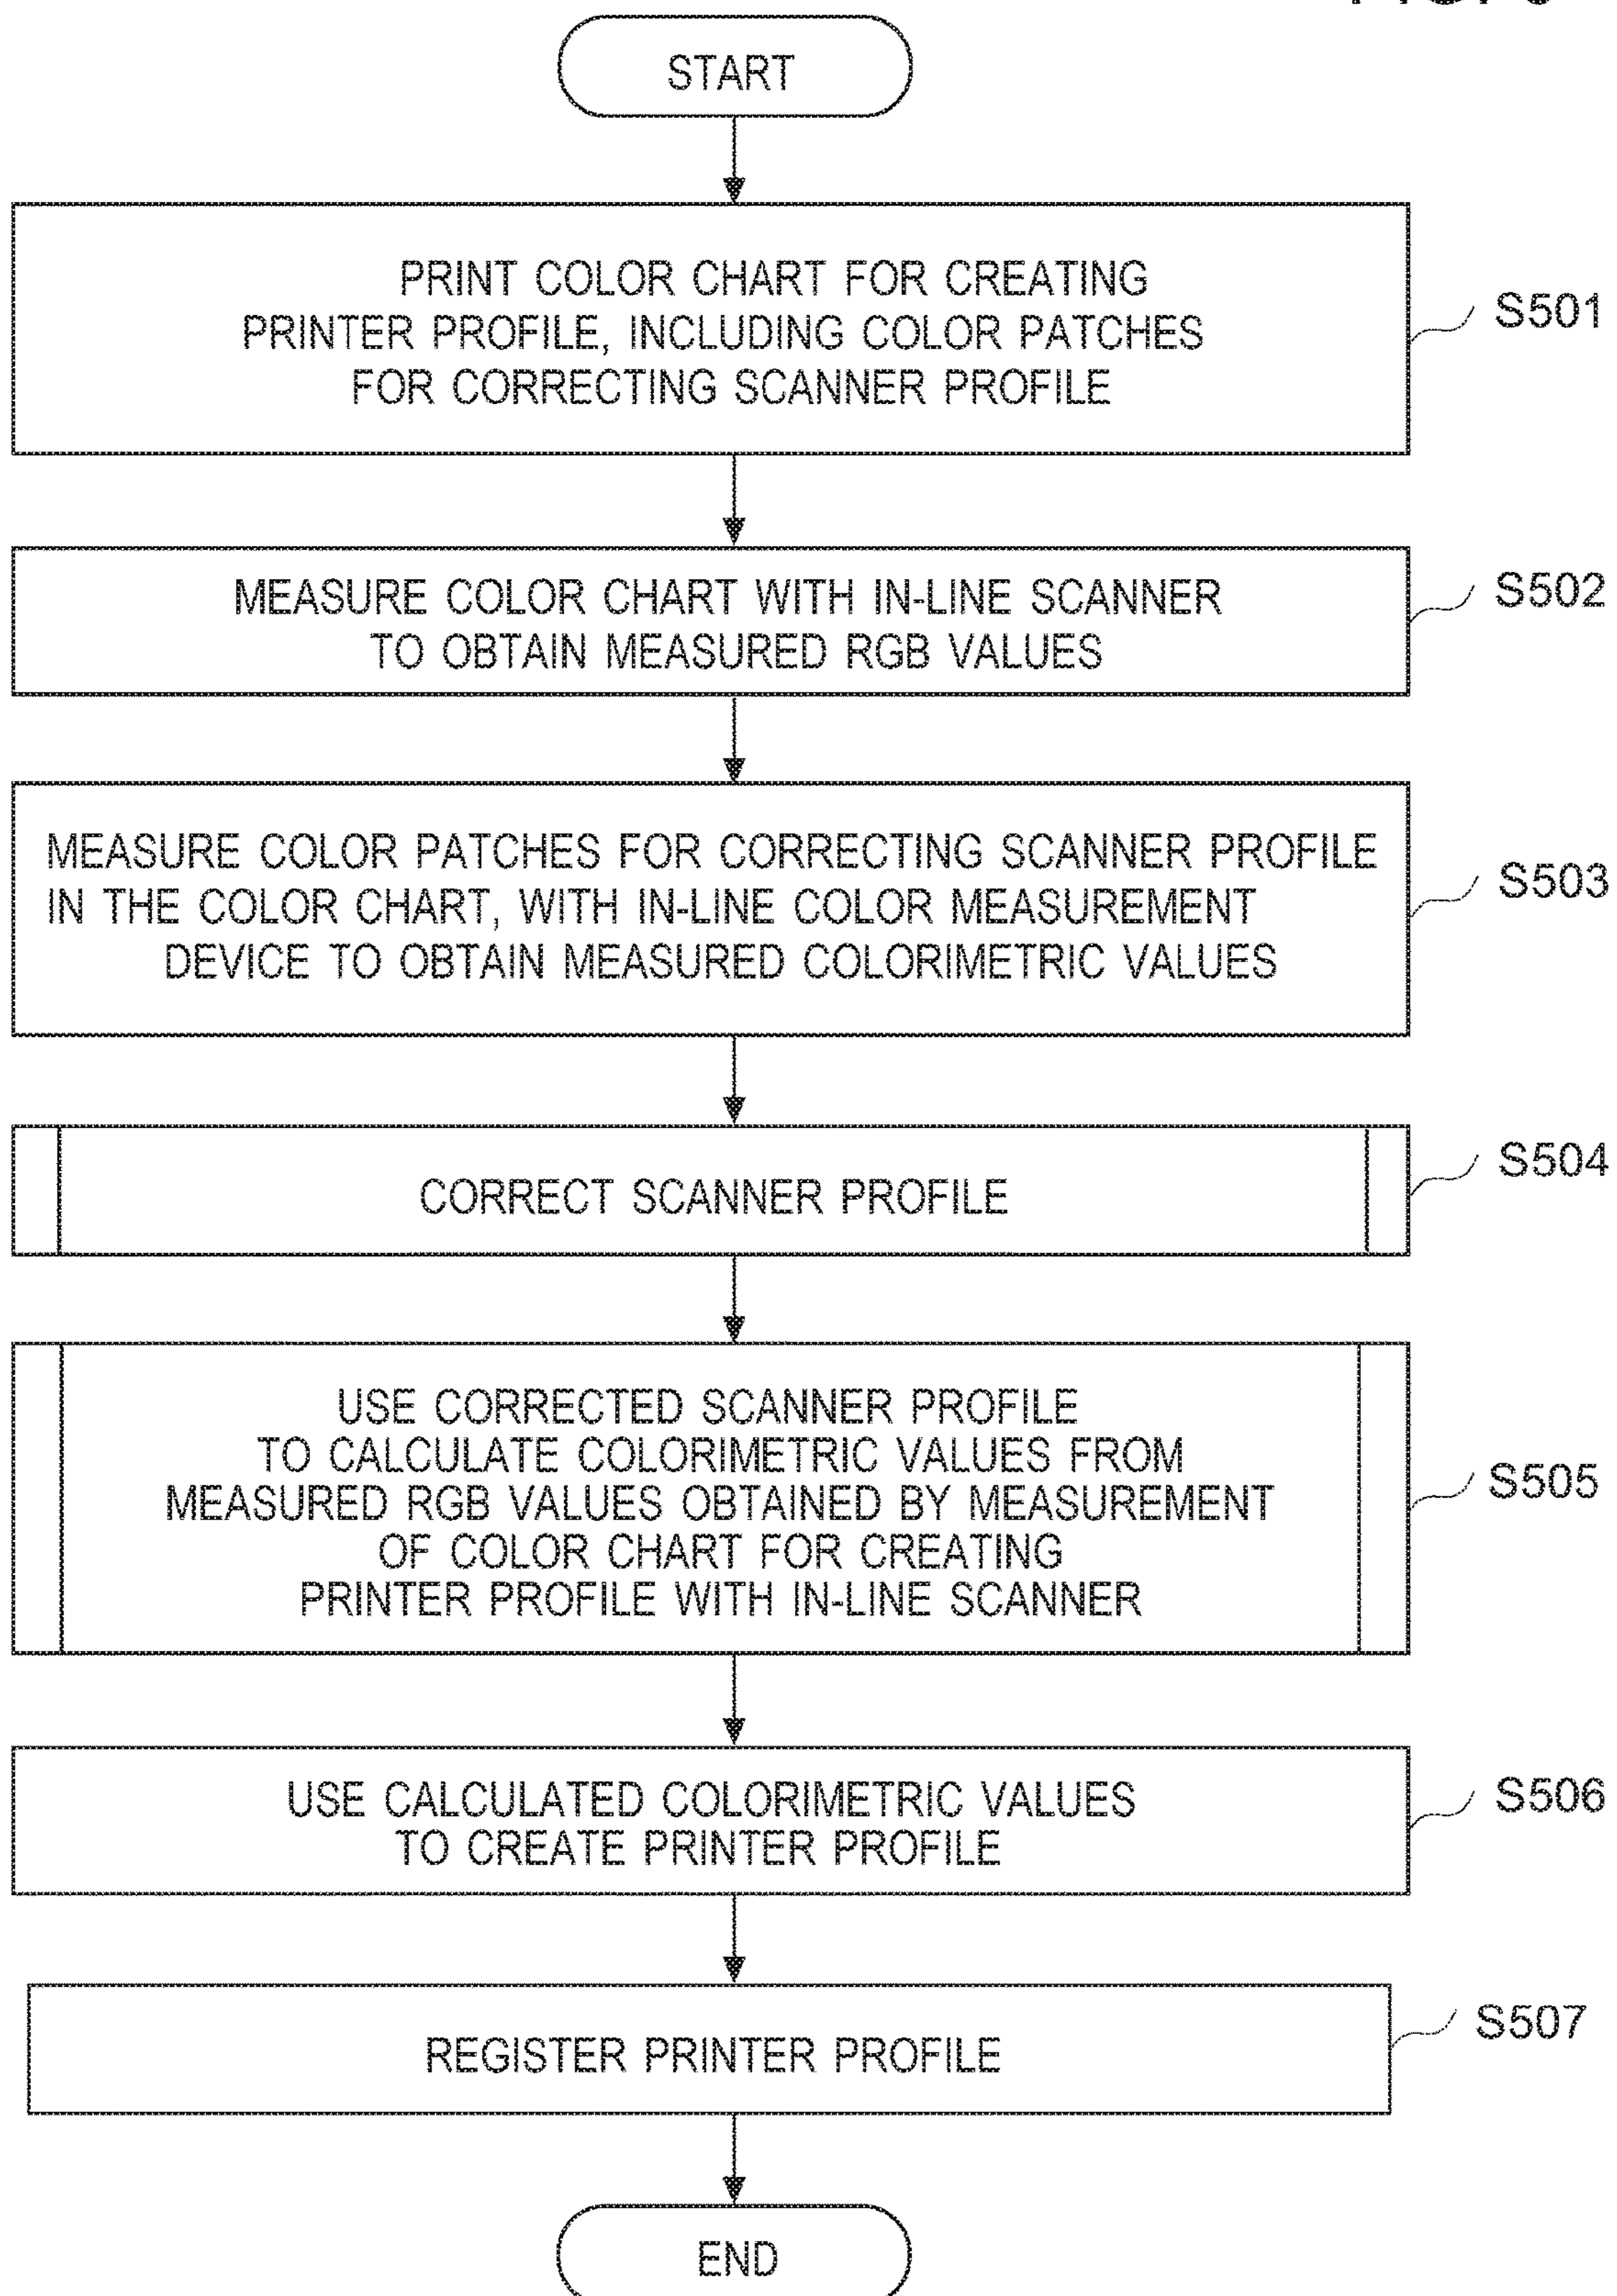 START
PRINT COLOR CHART FOR CREATING
PRINTER PROFILE, INCLUDING COLOR PATCHES
FOR CORRECTING SCANNER PROFILE
S501
MEASURE COLOR CHART WITH IN-LINE SCANNER
TO OBTAIN MEASURED RGB VALUES
S502
MEASURE COLOR PATCHES FOR CORRECTING SCANNER PROFILE
IN THE COLOR CHART, WITH IN-LINE COLOR MEASUREMENT
DEVICE TO OBTAIN MEASURED COLORIMETRIC VALUES
S503
CORRECT SCANNER PROFILE
S504
USE CORRECTED SCANNER PROFILE
TO CALCULATE COLORIMETRIC VALUES FROM
MEASURED RGB VALUES OBTAINED BY MEASUREMENT
OF COLOR CHART FOR CREATING
PRINTER PROFILE WITH IN-LINE SCANNER
S505
USE CALCULATED COLORIMETRIC VALUES
TO CREATE PRINTER PROFILE
S506
REGISTER PRINTER PROFILE
S507
END